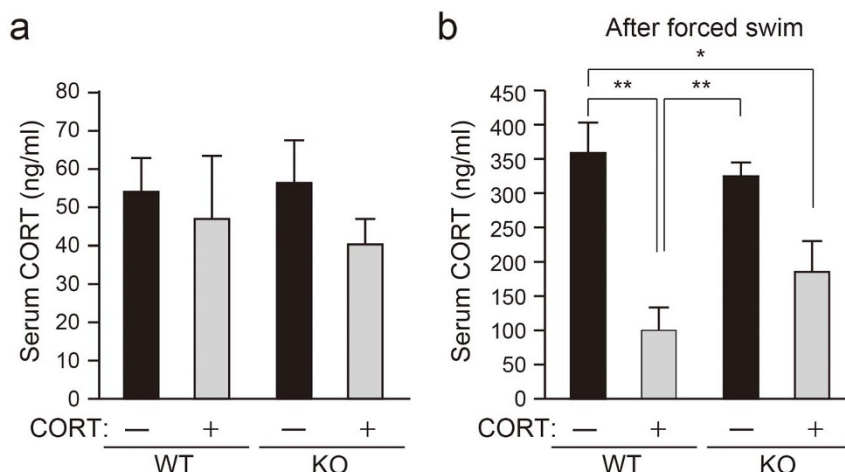 a
Serum CORT (ng/ml)
80
70
60
50
40
30
20
10
0
CORT: — + — +
WT KO
b
After forced swim
*
** **
Serum CORT (ng/ml)
450
400
350
300
250
200
150
100
50
0
— + — +
WT KO